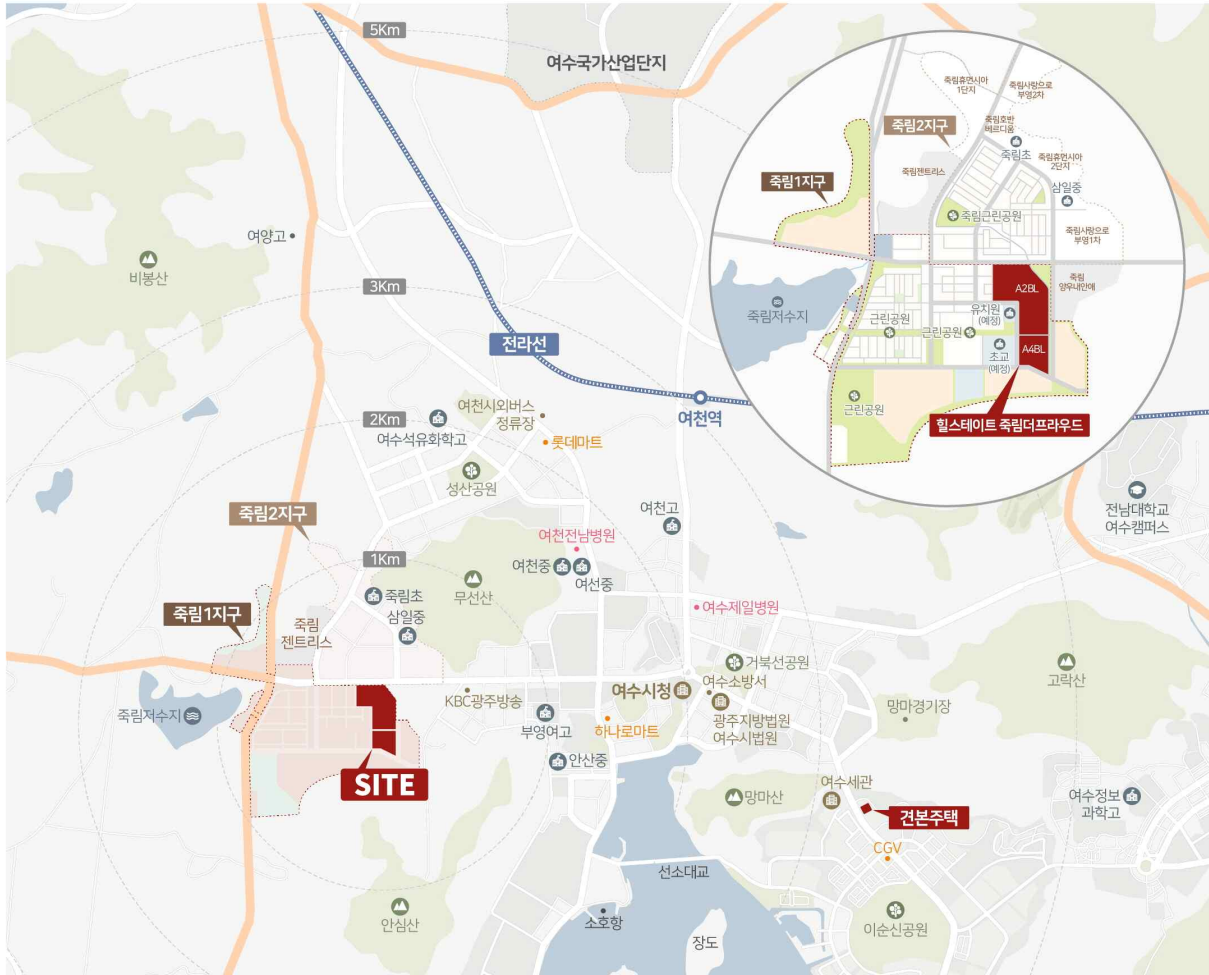 5Km
여수국가산업단지
죽림휴먼시아
1단지
죽림사랑으로
부영2차
죽림호반
베르디움
죽림2지구
죽림초
죽림휴먼시아
2단지
죽림젠트리스
삼일중
죽림1지구
죽림근린공원
죽림사랑으로
부영1차
죽림
양우내안애
A2BL
죽림저수지
유치원
(예정)
근린공원
근린공원
초교
(예정)
A4BL
근린공원
힐스테이트 죽림더프라우드
여양고
비봉산
3Km
전라선
여천역
여천시외버스
정류장
2Km
여수석유화학고
롯데마트
성산공원
전남대학교
여수캠퍼스
죽림2지구
여천고
여천전남병원
1Km
여천중
여선중
무선산
죽림초
삼일중
죽림1지구
죽림
젠트리스
여수제일병원
거북선공원
고락산
여수시청
여수소방서
KBC광주방송
죽림저수지
부영여고
하나로마트
광주지방법원
여수시법원
망마경기장
안산중
SITE
여수세관
망마산
견본주택
여수정보
과학고
CGV
선소대교
안심산
소호항
장도
이순신공원